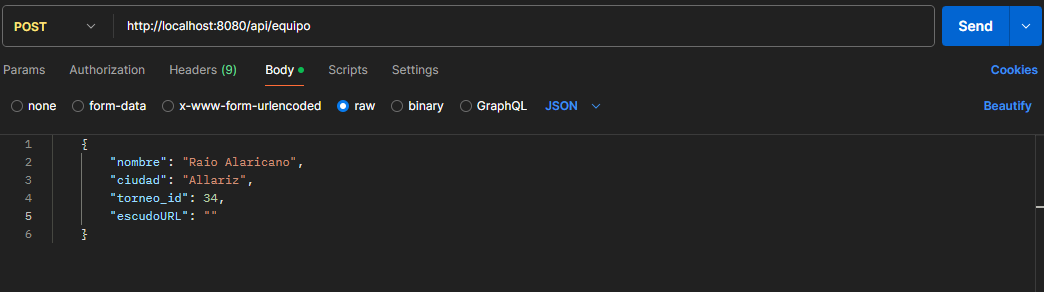 POST http://localhost:8080/api/equipo Send
Params Authorization Headers (9) Body Scripts Settings Cookies
none form-data x-www-form-urlencoded raw binary GraphQL JSON Beautify
1 {
2 "nombre": "Raio Alaricano",
3 "ciudad": "Allariz",
4 "torneo_id": 34,
5 "escudoURL": ""
6 }